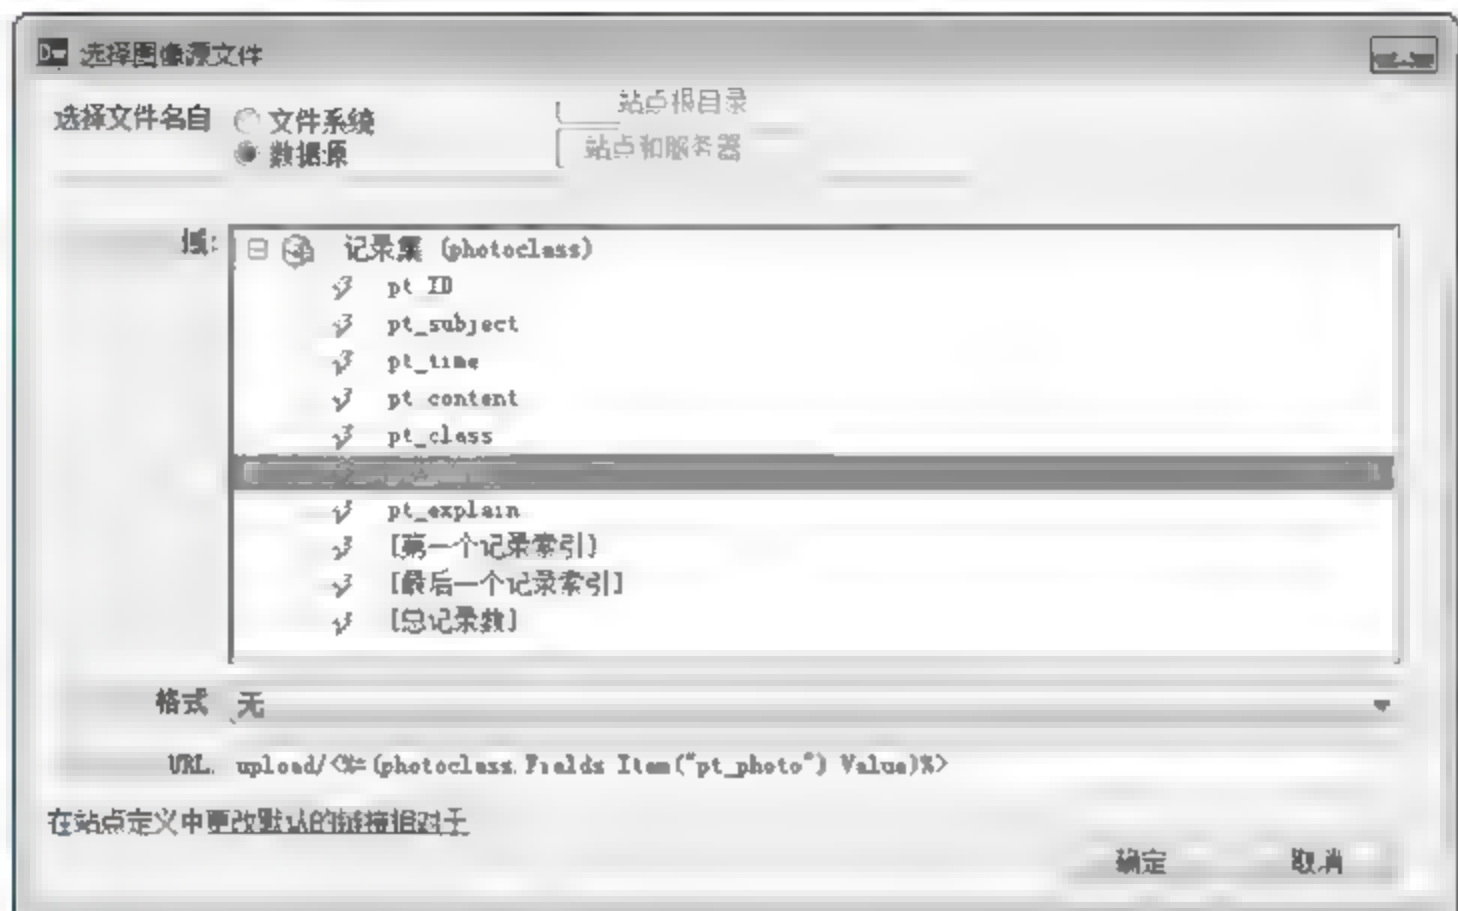 选择图像源文件
选择文件名自 文件系统 站点根目录
数据源 站点和服务器
域: 记录集 (photoclass)
pt_ID
pt_subject
pt_time
pt_content
pt_class
pt_explain
[第一个记录索引]
[最后一个记录索引]
[总记录数]
格式 无
URL. upload/<%=(photoclass.Fields.Item("pt_photo").Value)%>
在站点定义中更改默认的链接相对于
确定 取消